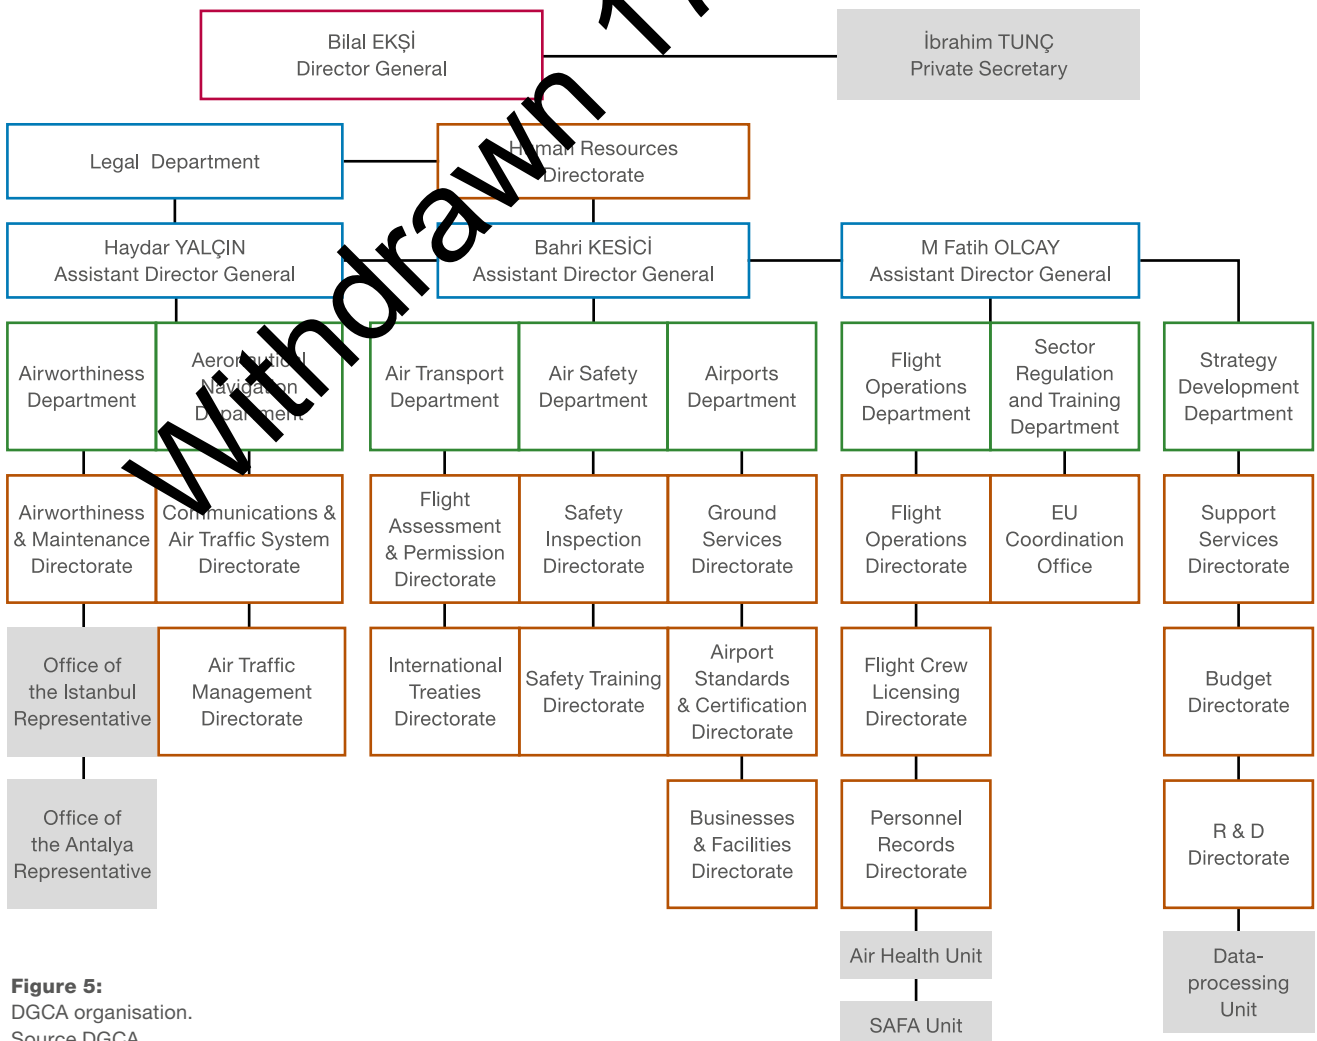 Bilal EKŞİ
Director General
İbrahim TUNÇ
Private Secretary
Legal Department
Human Resources
Directorate
Haydar YALÇIN
Assistant Director General
Bahri KESİCİ
Assistant Director General
M Fatih OLCAY
Assistant Director General
Airworthiness
Department
Aeronautical
Navigation
Department
Air Transport
Department
Air Safety
Department
Airports
Department
Flight
Operations
Department
Sector
Regulation
and Training
Department
Strategy
Development
Department
Airworthiness
& Maintenance
Directorate
Communications &
Air Traffic System
Directorate
Flight
Assessment
& Permission
Directorate
Safety
Inspection
Directorate
Ground
Services
Directorate
Flight
Operations
Directorate
EU
Coordination
Office
Support
Services
Directorate
Office of
the Istanbul
Representative
Air Traffic
Management
Directorate
International
Treaties
Directorate
Safety Training
Directorate
Airport
Standards
& Certification
Directorate
Flight Crew
Licensing
Directorate
Budget
Directorate
Office of
the Antalya
Representative
Businesses
& Facilities
Directorate
Personnel
Records
Directorate
R & D
Directorate
Air Health Unit
SAFA Unit
Data-
processing
Unit
Figure 5:
DGCA organisation.
Source DGCA
Withdrawn